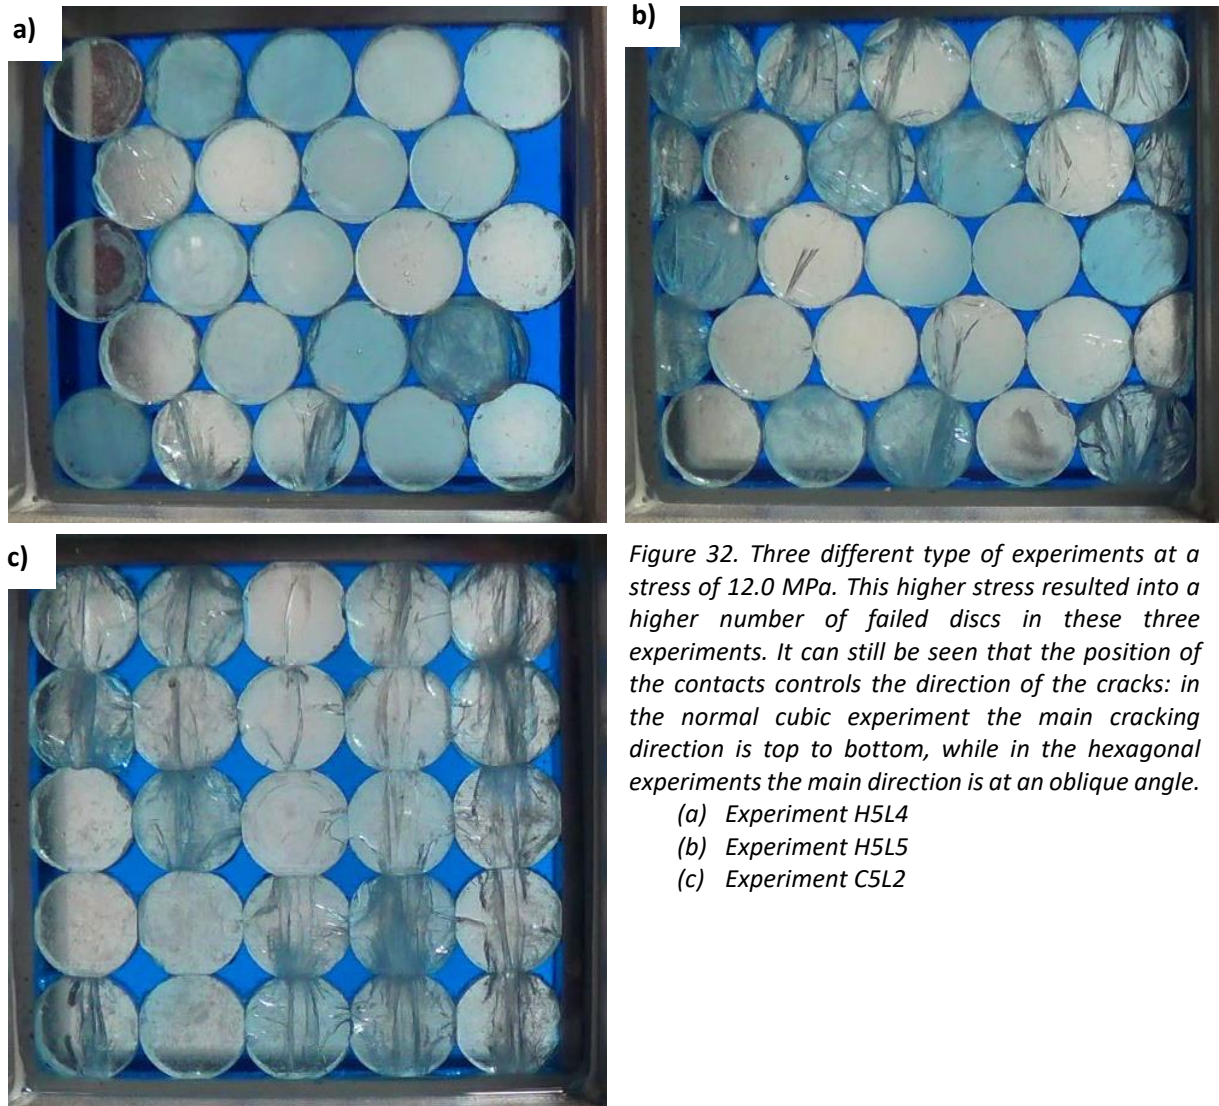 a)
b)
c)
Figure 32. Three different type of experiments at a
stress of 12.0 MPa. This higher stress resulted into a
higher number of failed discs in these three
experiments. It can still be seen that the position of
the contacts controls the direction of the cracks: in
the normal cubic experiment the main cracking
direction is top to bottom, while in the hexagonal
experiments the main direction is at an oblique angle.
(a) Experiment H5L4
(b) Experiment H5L5
(c) Experiment C5L2